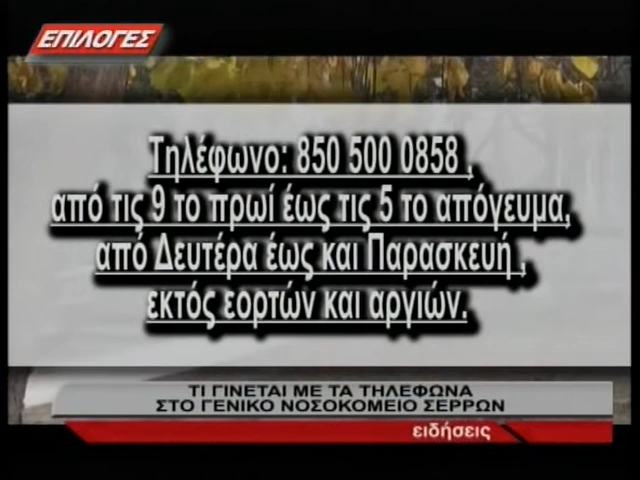 ΕΠΙΛΟΓΕΣ
Τηλέφωνο: 850 500 0858 ,
από τις 9 το πρωί έως τις 5 το απόγευμα,
από Δευτέρα έως και Παρασκευή ,
εκτός εορτών και αργιών.
ΤΙ ΓΙΝΕΤΑΙ ΜΕ ΤΑ ΤΗΛΕΦΩΝΑ
ΣΤΟ ΓΕΝΙΚΟ ΝΟΣΟΚΟΜΕΙΟ ΣΕΡΡΩΝ
ειδήσεις